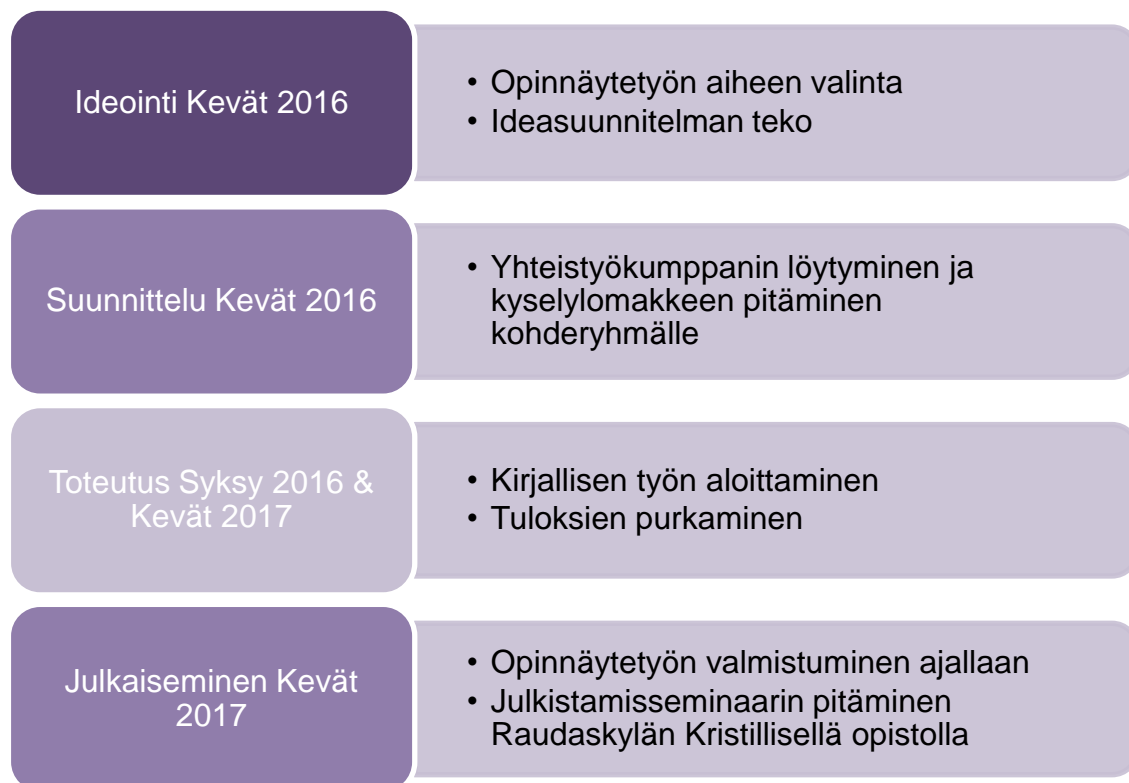 Ideointi Kevät 2016
• Opinnäytetyön aiheen valinta
• Ideasuunnitelman teko
Suunnittelu Kevät 2016
• Yhteistyökumppanin löytyminen ja
kyselylomakkeen pitäminen
kohderyhmälle
Toteutus Syksy 2016 &
Kevät 2017
• Kirjallisen työn aloittaminen
• Tuloksien purkaminen
Julkaiseminen Kevät
2017
• Opinnäytetyön valmistuminen ajallaan
• Julkistamisseminaarin pitäminen
Raudaskylän Kristillisellä opistolla